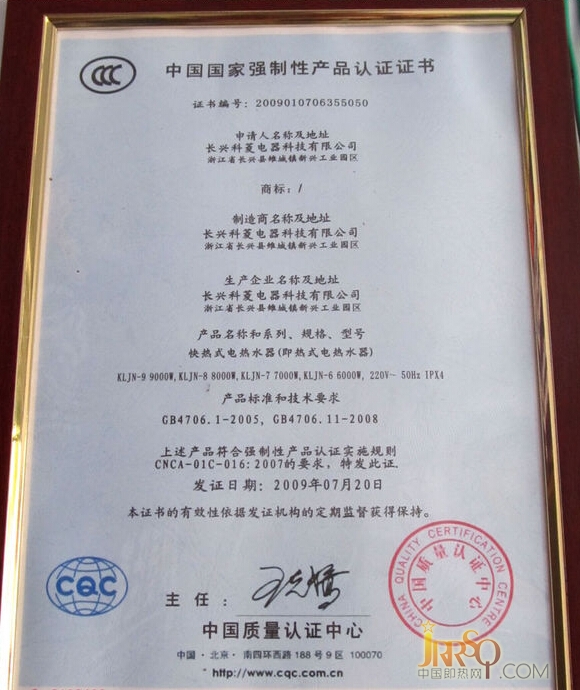 中国国家强制性产品认证证书
证书编号：2009010706355050
申请人名称及地址
长兴科菱电器科技有限公司
浙江省长兴县雉城镇新兴工业园区
商标：/
制造商名称及地址
长兴科菱电器科技有限公司
浙江省长兴县雉城镇新兴工业园区
生产企业名称及地址
长兴科菱电器科技有限公司
浙江省长兴县雉城镇新兴工业园区
产品名称和系列、规格、型号
快热式电热水器(即热式电热水器)
KLJN-9 9000W,KLJN-8 8000W,KLJN-7 7000W,KLJN-6 6000W, 220V~ 50Hz IPX4
产品标准和技术要求
GB4706.1-2005, GB4706.11-2008
上述产品符合强制性产品认证实施规则
CNCA-01C-016:2007的要求，特发此证.
发证日期：2009年07月20日
本证书的有效性依据发证机构的定期监督获得保持。
CQC
主任：
中国质量认证中心
中国·北京·南四环西路188号9区 100070
http://www.cqc.com.cn
CHINA QUALITY CERTIFICATION CENTRE
中国质量认证中心
JRRSQ.COM
中国即热网